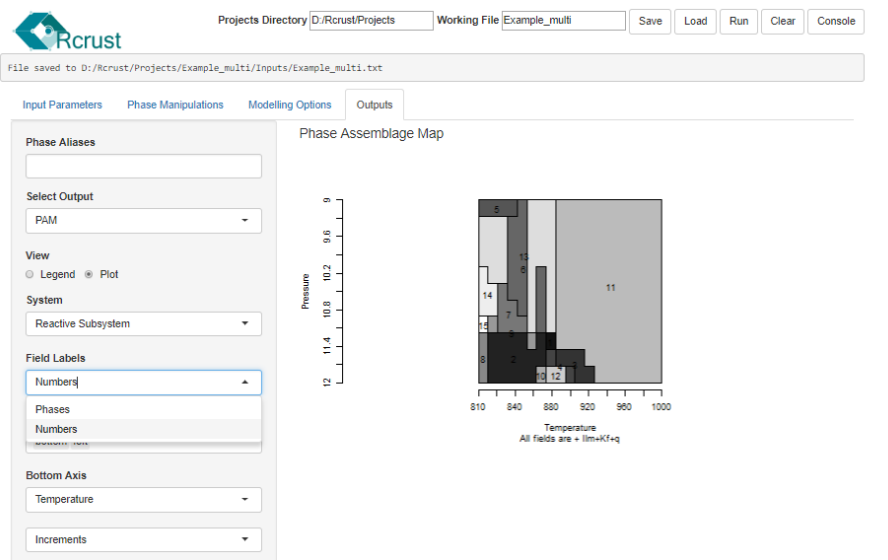 Rcrust
Projects Directory D:/Rcrust/Projects Working File Example_multi Save Load Run Clear Console
File saved to D:/Rcrust/Projects/Example_multi/Inputs/Example_multi.txt
Input Parameters Phase Manipulations Modelling Options Outputs
Phase Aliases
Select Output
PAM
View
Legend Plot
System
Reactive Subsystem
Field Labels
Numbers
Phases
Numbers
Bottom Axis
Temperature
Increments
Phase Assemblage Map
Pressure
9
9.6
10.2
10.8
11.4
12
5
13
6
11
14
7
15
8
2
10
12
810 840 880 920 960 1000
Temperature
All fields are + Ilm+Kf+q